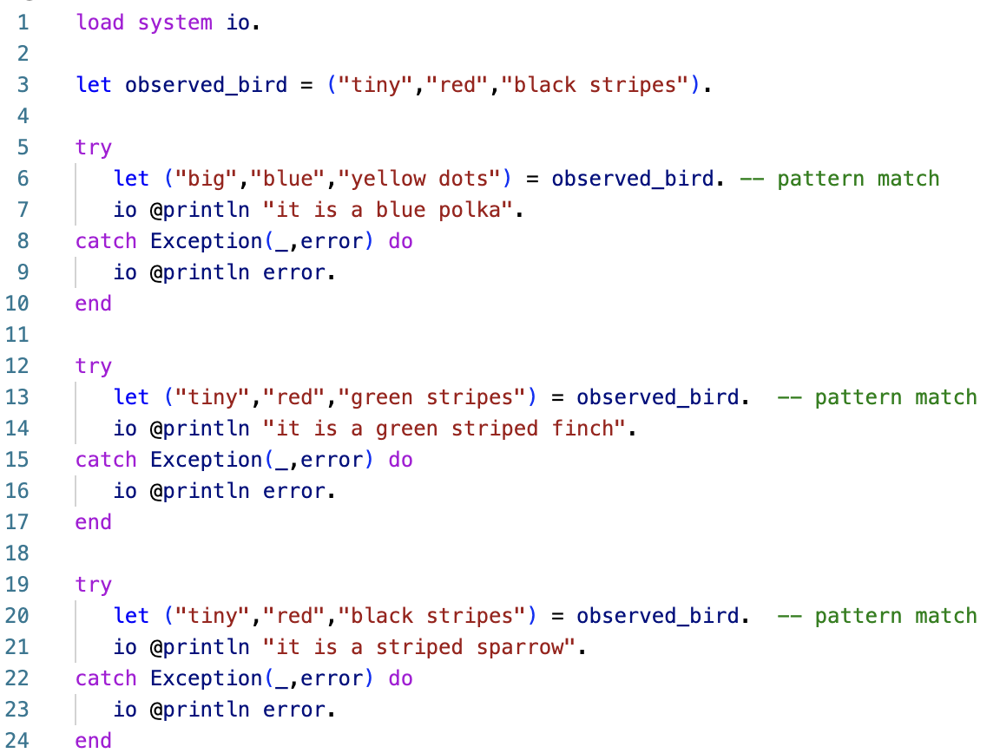 1 load system io.
2
3 let observed_bird = ("tiny","red","black stripes").
4
5 try
6 let ("big","blue","yellow dots") = observed_bird. -- pattern match
7 io @println "it is a blue polka".
8 catch Exception(_,error) do
9 io @println error.
10 end
11
12 try
13 let ("tiny","red","green stripes") = observed_bird. -- pattern match
14 io @println "it is a green striped finch".
15 catch Exception(_,error) do
16 io @println error.
17 end
18
19 try
20 let ("tiny","red","black stripes") = observed_bird. -- pattern match
21 io @println "it is a striped sparrow".
22 catch Exception(_,error) do
23 io @println error.
24 end